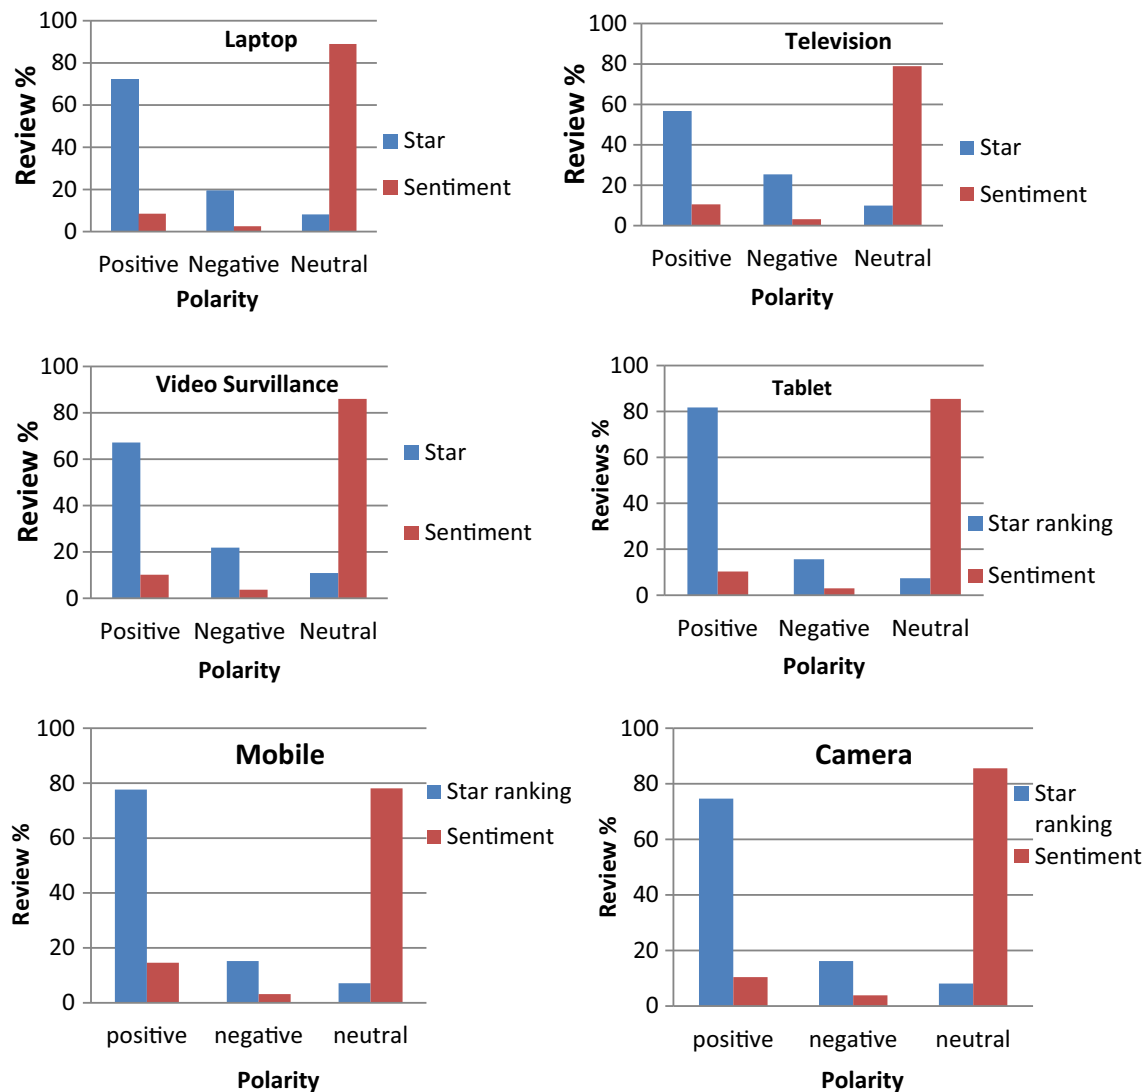 Laptop
Review %
100
80
60
40
20
0
Positive Negative Neutral
Polarity
Star
Sentiment
Television
Review %
100
80
60
40
20
0
Positive Negative Neutral
Polarity
Star
Sentiment
Video Survillance
Review %
100
80
60
40
20
0
Positive Negative Neutral
Polarity
Star
Sentiment
Tablet
Reviews %
100
80
60
40
20
0
Positive Negative Neutral
Polarity
Star ranking
Sentiment
Mobile
Review %
100
80
60
40
20
0
positive negative neutral
Polarity
Star ranking
Sentiment
Camera
Review %
100
80
60
40
20
0
positive negative neutral
Polarity
Star
ranking
Sentiment